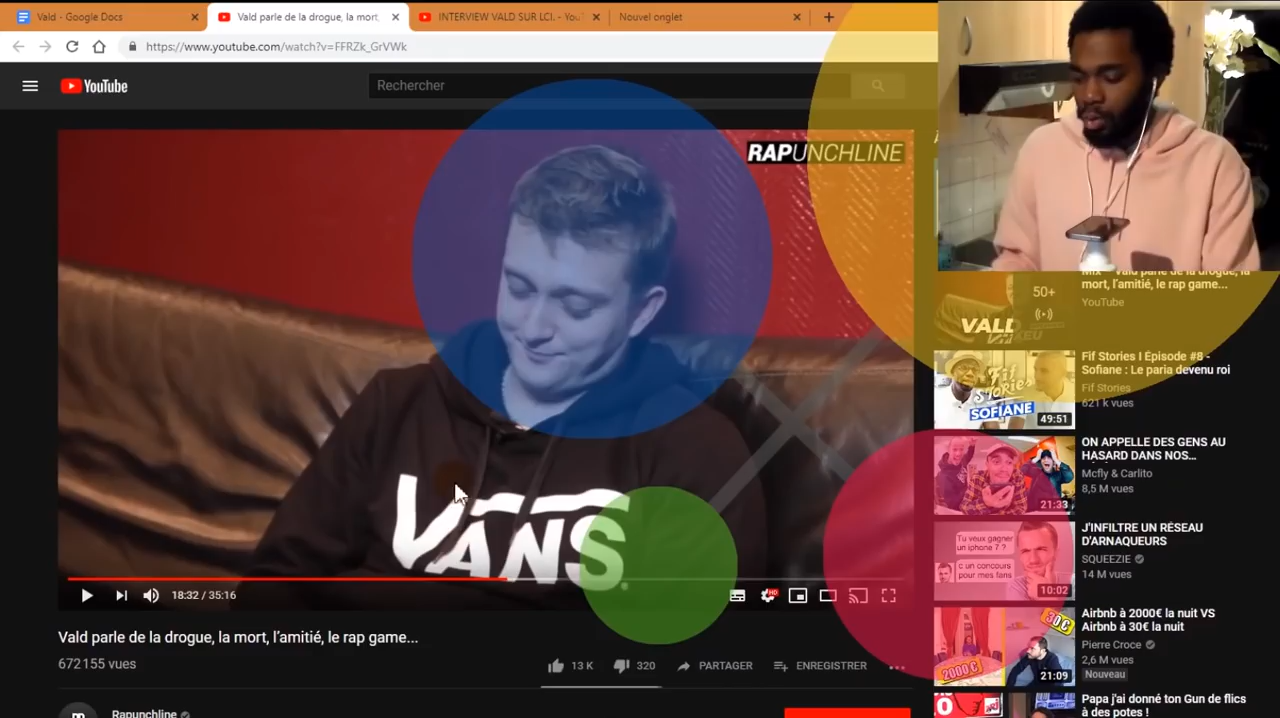 Vald - Google Docs
Vald parle de la drogue, la mort,
INTERVIEW VALD SUR LCI. - You
Nouvel onglet
https://www.youtube.com/watch?v=FFRZk_GrVWk
YouTube
Rechercher
RAPUNCHLINE
VANS
18:32 / 35:16
HD
Vald parle de la drogue, la mort, l'amitié, le rap game...
672 155 vues
13 K
320
PARTAGER
ENREGISTRER
Rapunchline
50+
VALD
Mix – Vald parle de la drogue, la
mort, l'amitié, le rap game...
YouTube
Fif STORIES
SOFIANE
49:51
Fif Stories I Épisode #8 -
Sofiane : Le paria devenu roi
Fif Stories
621 k vues
21:33
ON APPELLE DES GENS AU
HASARD DANS NOS...
Mcfly & Carlito
8,5 M vues
Tu veux gagner
un iphone 7 ?
c un concours
pour mes fans
10:02
J'INFILTRE UN RÉSEAU
D'ARNAQUEURS
SQUEEZIE
14 M vues
30€
2000€
21:09
Airbnb à 2000€ la nuit VS
Airbnb à 30€ la nuit
Pierre Croce
2,6 M vues
Nouveau
Papa j'ai donné ton Gun de flics
à des potes !